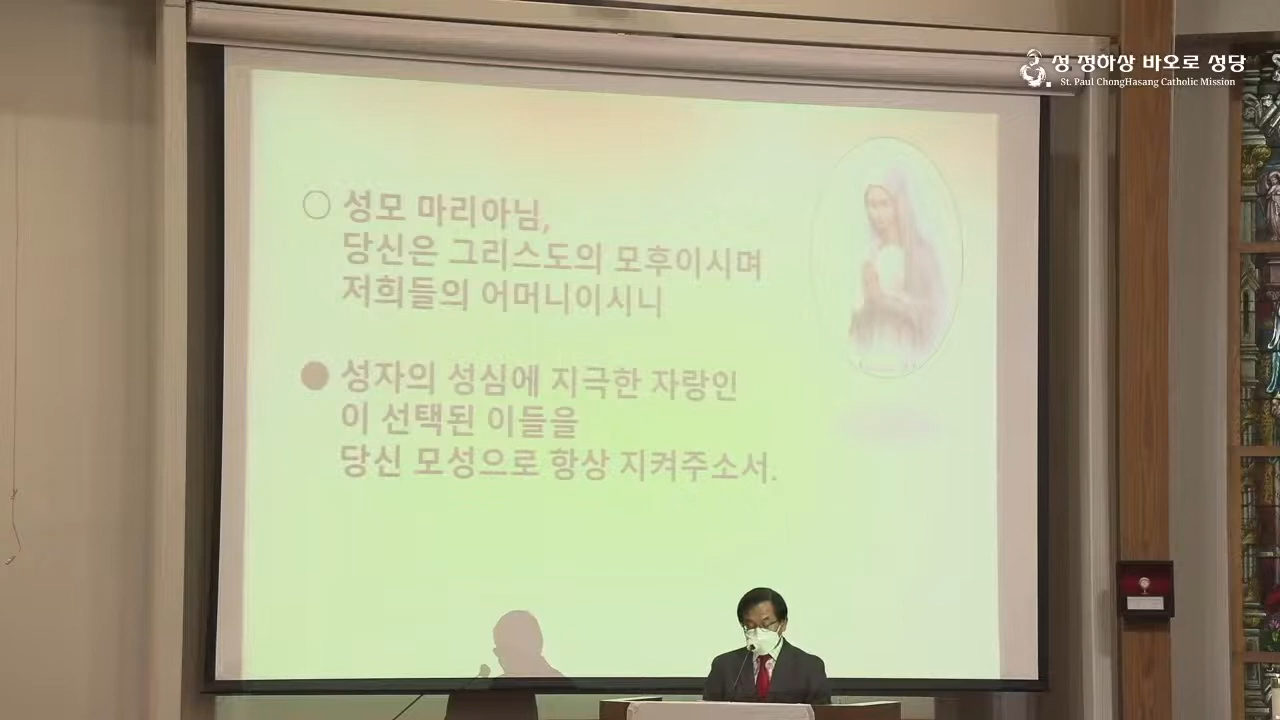 성 정하상 바오로 성당
St. Paul ChongHasang Catholic Mission
○ 성모 마리아님,
당신은 그리스도의 모후이시며
저희들의 어머니이시니
● 성자의 성심에 지극한 자랑인
이 선택된 이들을
당신 모성으로 항상 지켜주소서.